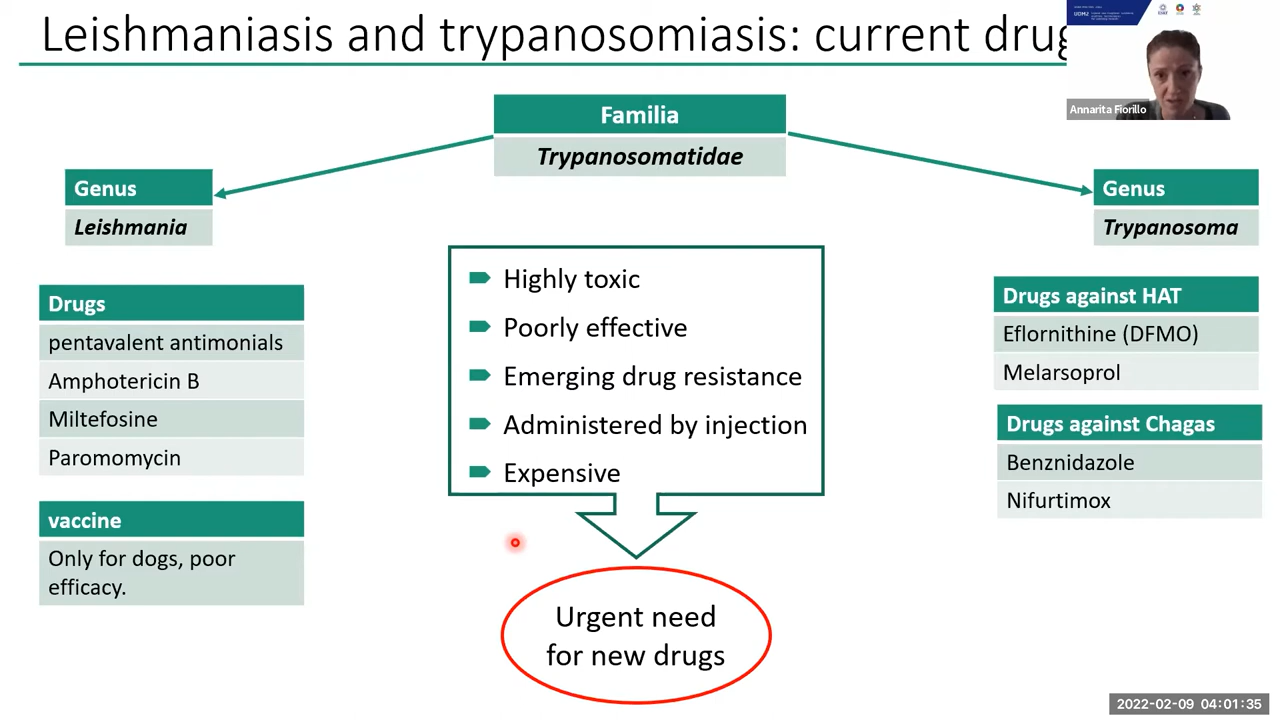 Leishmaniasis and trypanosomiasis: current drug
UDMU
Annarita Fiorillo
Familia
Trypanosomatidae
Genus
Leishmania
Genus
Trypanosoma
Drugs
pentavalent antimonials
Amphotericin B
Miltefosine
Paromomycin
vaccine
Only for dogs, poor
efficacy.
Highly toxic
Poorly effective
Emerging drug resistance
Administered by injection
Expensive
Urgent need
for new drugs
Drugs against HAT
Eflornithine (DFMO)
Melarsoprol
Drugs against Chagas
Benznidazole
Nifurtimox
2022-02-09 04:01:35